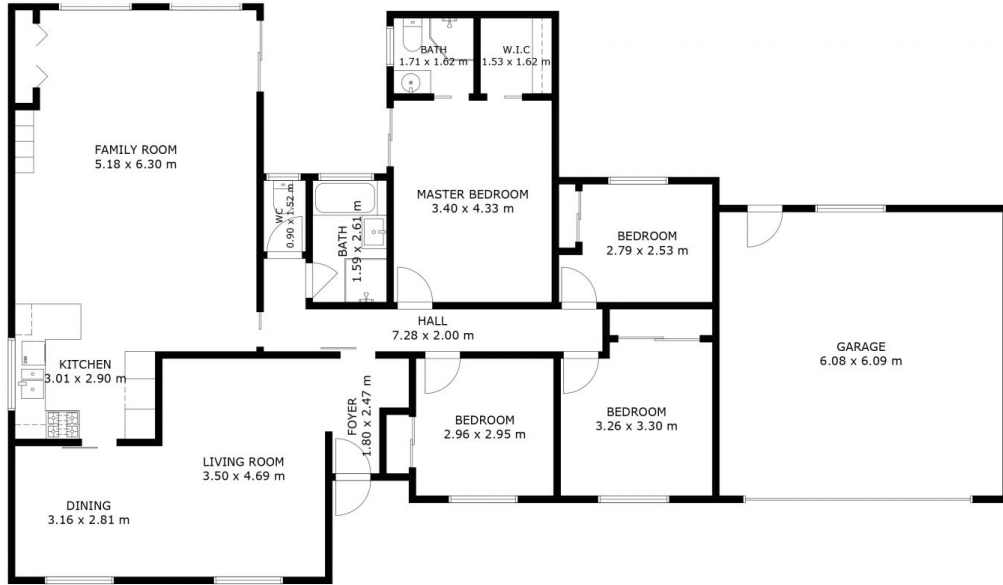 BATH
1.71 x 1.62 m
W.I.C
1.53 x 1.62 m
FAMILY ROOM
5.18 x 6.30 m
MASTER BEDROOM
3.40 x 4.33 m
WC
0.90 x 1.52 m
BATH
1.59 x 2.61 m
BEDROOM
2.79 x 2.53 m
HALL
7.28 x 2.00 m
GARAGE
6.08 x 6.09 m
KITCHEN
3.01 x 2.90 m
FOYER
1.80 x 2.47 m
BEDROOM
2.96 x 2.95 m
BEDROOM
3.26 x 3.30 m
LIVING ROOM
3.50 x 4.69 m
DINING
3.16 x 2.81 m